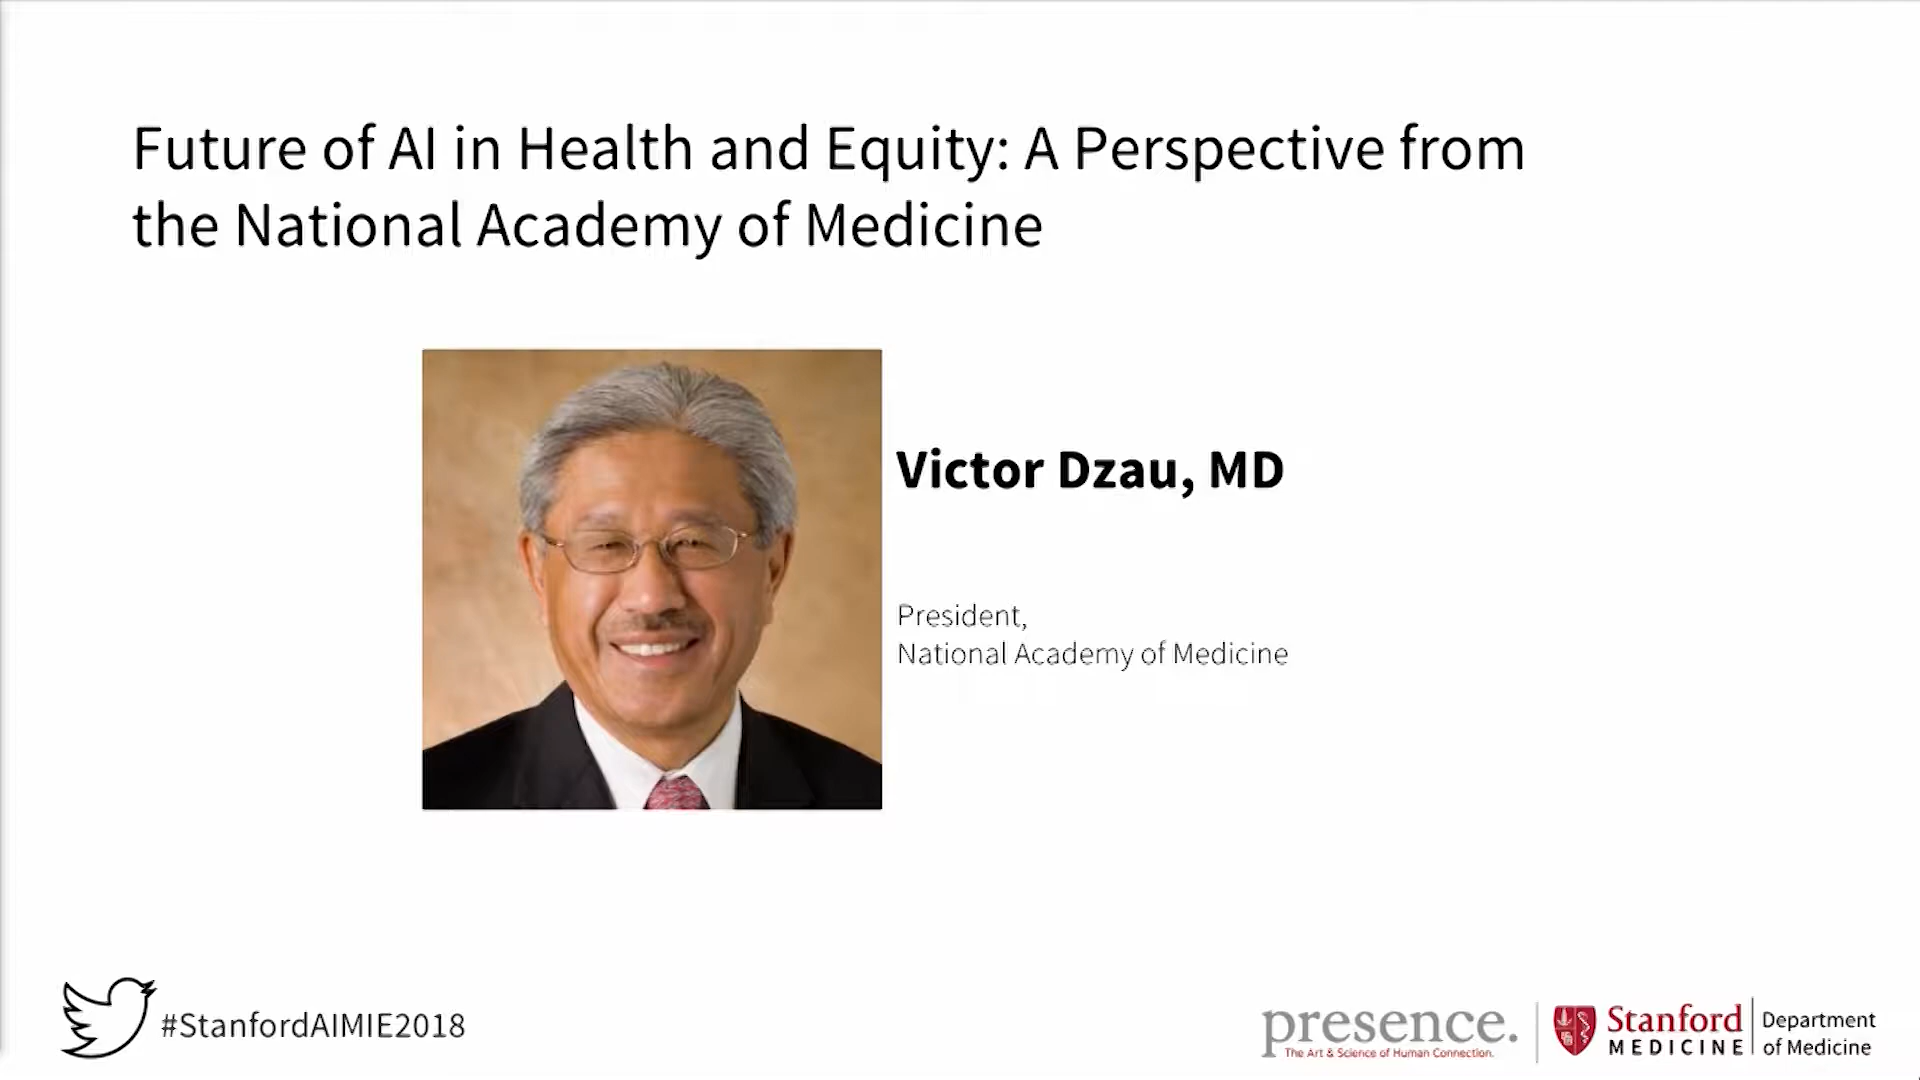 Future of AI in Health and Equity: A Perspective from
the National Academy of Medicine
Victor Dzau, MD
President,
National Academy of Medicine
#StanfordAIMIE2018
presence.
The Art & Science of Human Connection.
Stanford
MEDICINE
Department
of Medicine